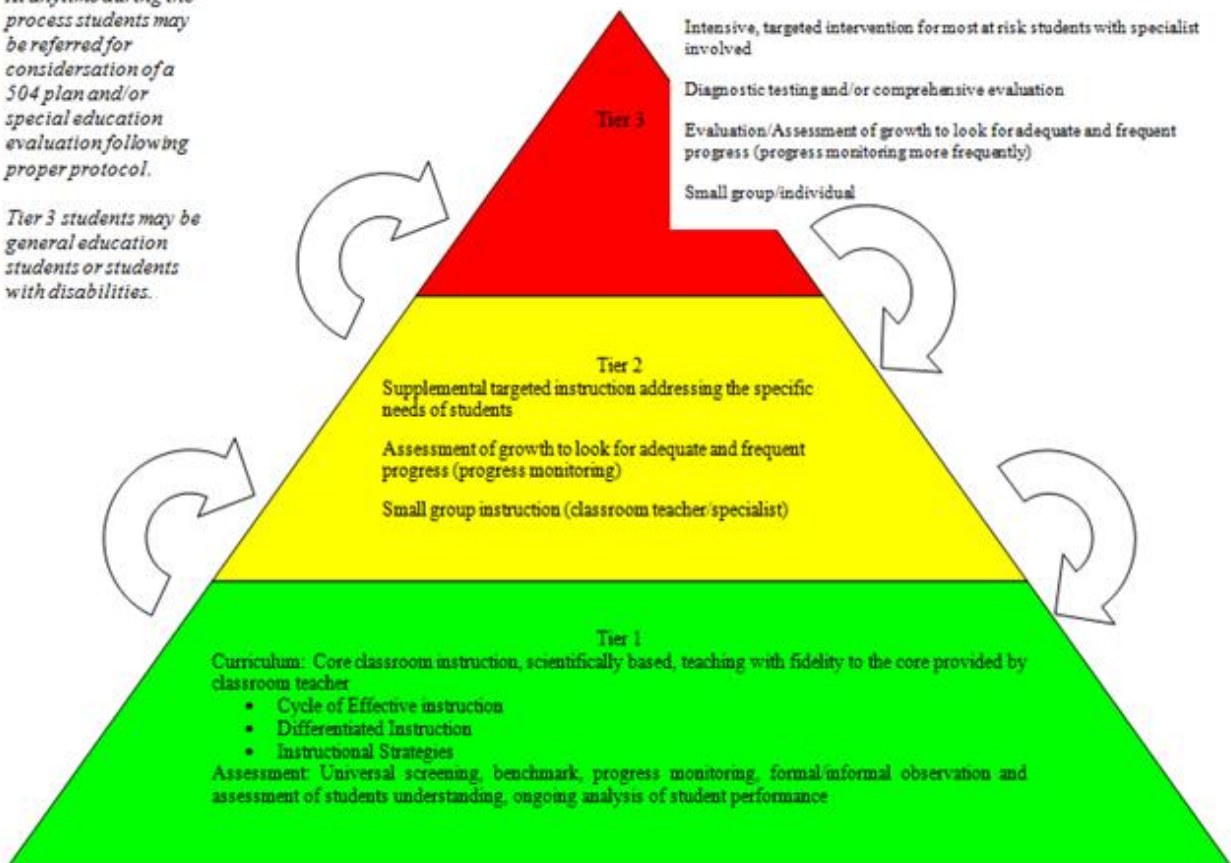 process students may
be referred for
considersation of a
504 plan and/or
special education
evaluation following
proper protocol.
Tier 3 students may be
general education
students or students
with disabilities.
Intensive, targeted intervention for most at risk students with specialist
involved
Diagnostic testing and/or comprehensive evaluation
Evaluation/Assessment of growth to look for adequate and frequent
progress (progress monitoring more frequently)
Small group/individual
Tier 3
Tier 2
Supplemental targeted instruction addressing the specific
needs of students
Assessment of growth to look for adequate and frequent
progress (progress monitoring)
Small group instruction (classroom teacher/specialist)
Tier 1
Curriculum: Core classroom instruction, scientifically based, teaching with fidelity to the core provided by
classroom teacher
• Cycle of Effective instruction
• Differentiated Instruction
• Instructional Strategies
Assessment: Universal screening, benchmark, progress monitoring, formal/informal observation and
assessment of students understanding, ongoing analysis of student performance